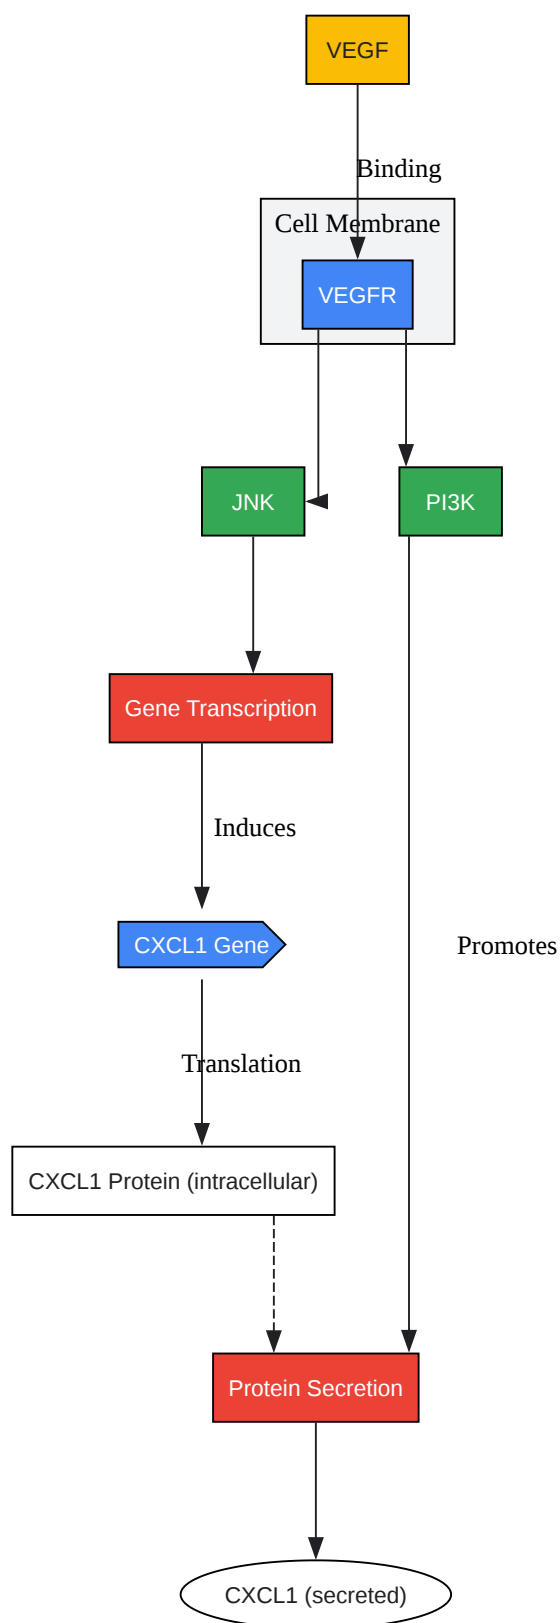 VEGF
Binding
Cell Membrane
VEGFR
JNK
PI3K
Gene Transcription
Induces
CXCL1 Gene
Promotes
Translation
CXCL1 Protein (intracellular)
Protein Secretion
CXCL1 (secreted)